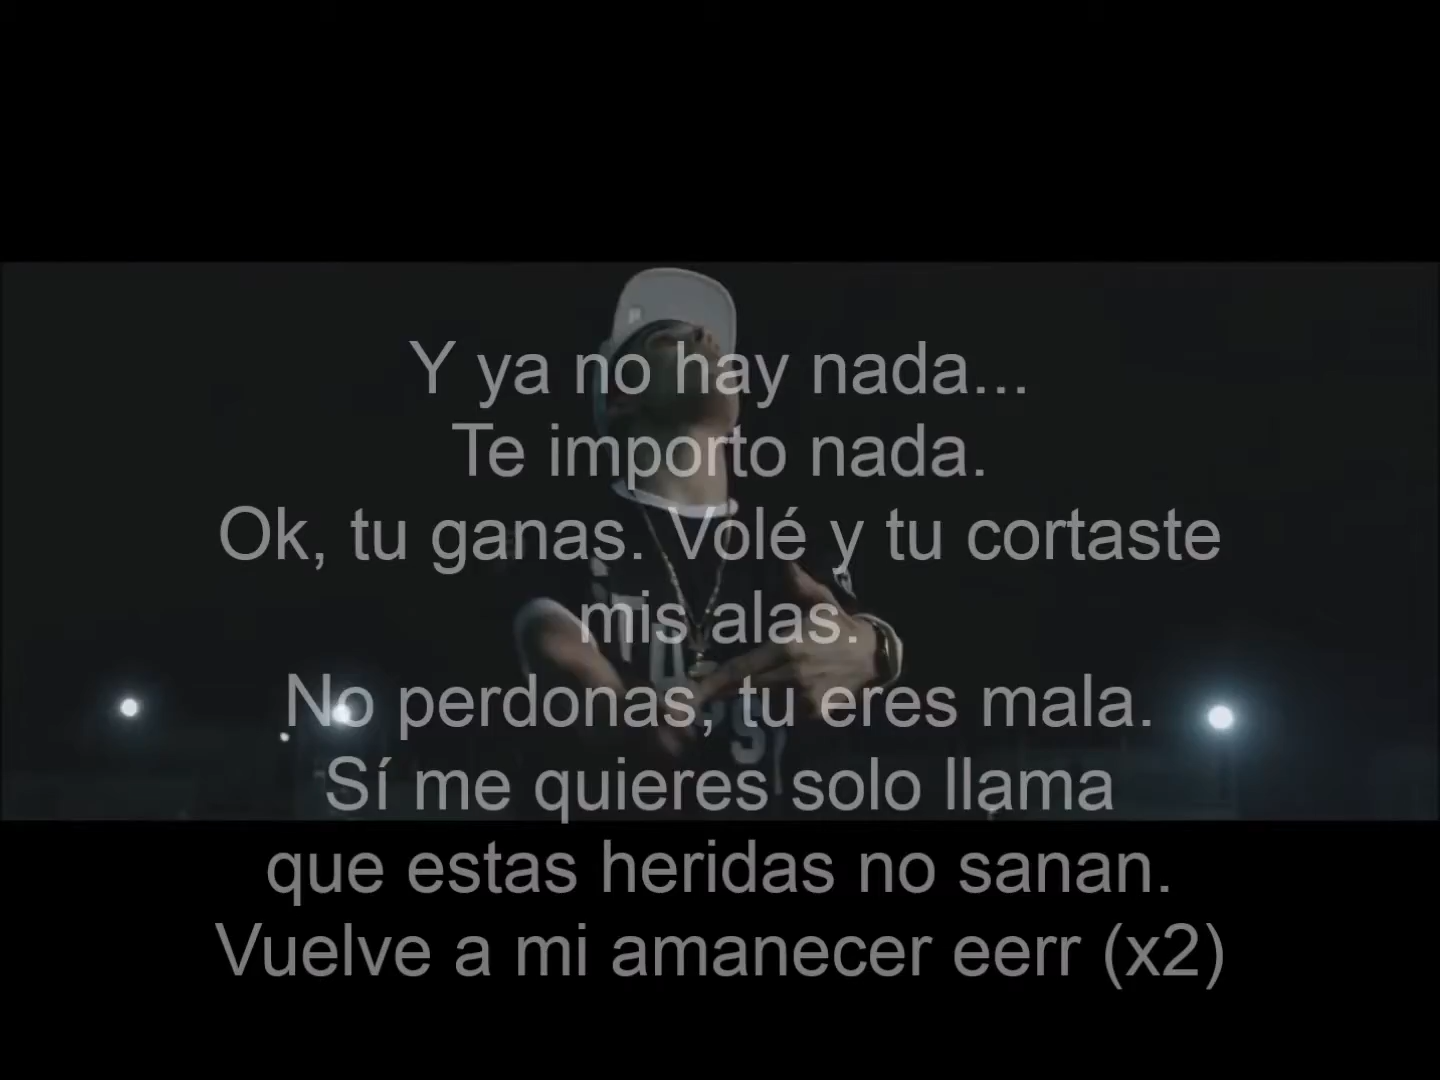 Y ya no hay nada...
Te importo nada.
Ok, tu ganas. Volé y tu cortaste
mis alas.
No perdonas, tu eres mala.
Sí me quieres solo llama
que estas heridas no sanan.
Vuelve a mi amanecer eerr (x2)